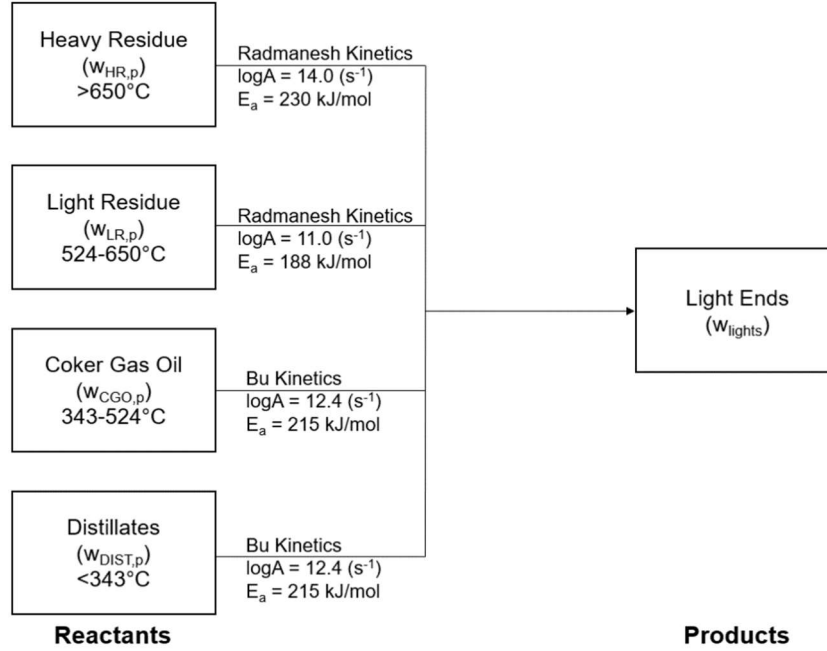 Heavy Residue
(w_HR,p)
>650°C
Radmanesh Kinetics
logA = 14.0 (s⁻¹)
E_a = 230 kJ/mol
Light Residue
(w_LR,p)
524-650°C
Radmanesh Kinetics
logA = 11.0 (s⁻¹)
E_a = 188 kJ/mol
Light Ends
(w_lights)
Coker Gas Oil
(w_CGO,p)
343-524°C
Bu Kinetics
logA = 12.4 (s⁻¹)
E_a = 215 kJ/mol
Distillates
(w_DIST,p)
<343°C
Bu Kinetics
logA = 12.4 (s⁻¹)
E_a = 215 kJ/mol
Reactants
Products